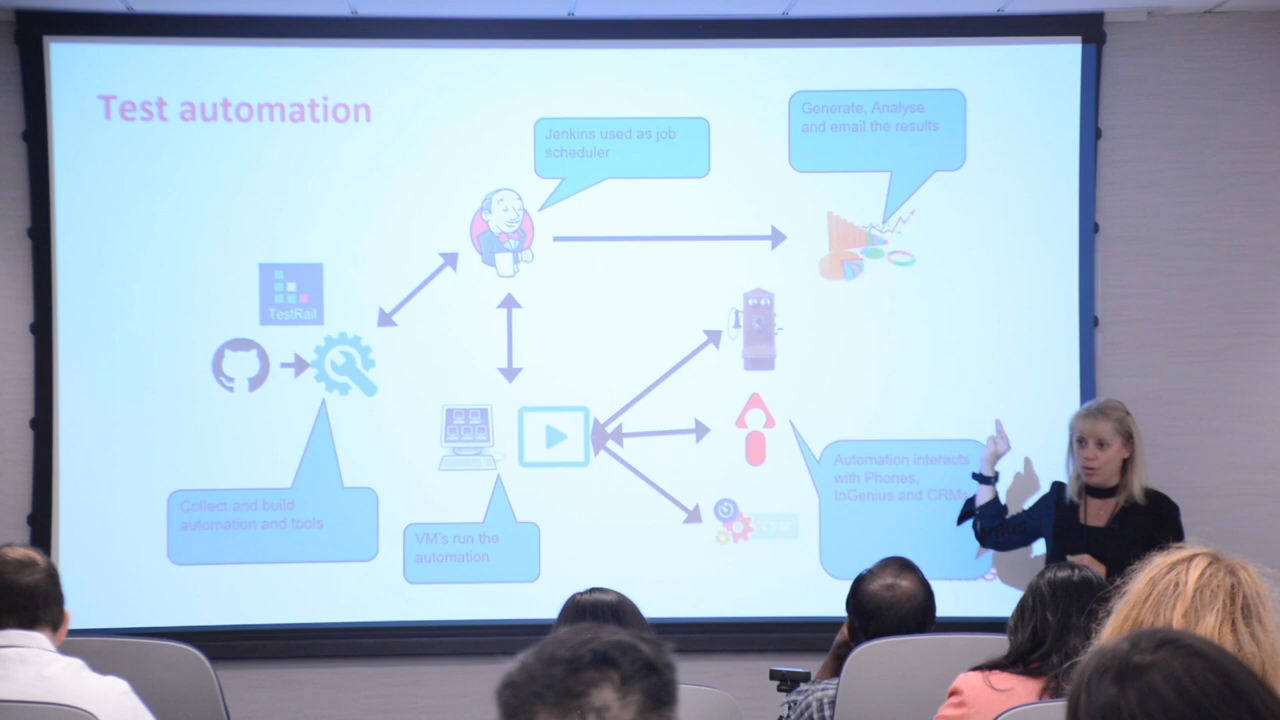 Test automation
Jenkins used as job
scheduler
Generate, Analyse
and email the results
TestRail
Automation interacts
with Phones,
InGenius and CRMs
Collect and build
automation and tools
VM's run the
automation
CRM